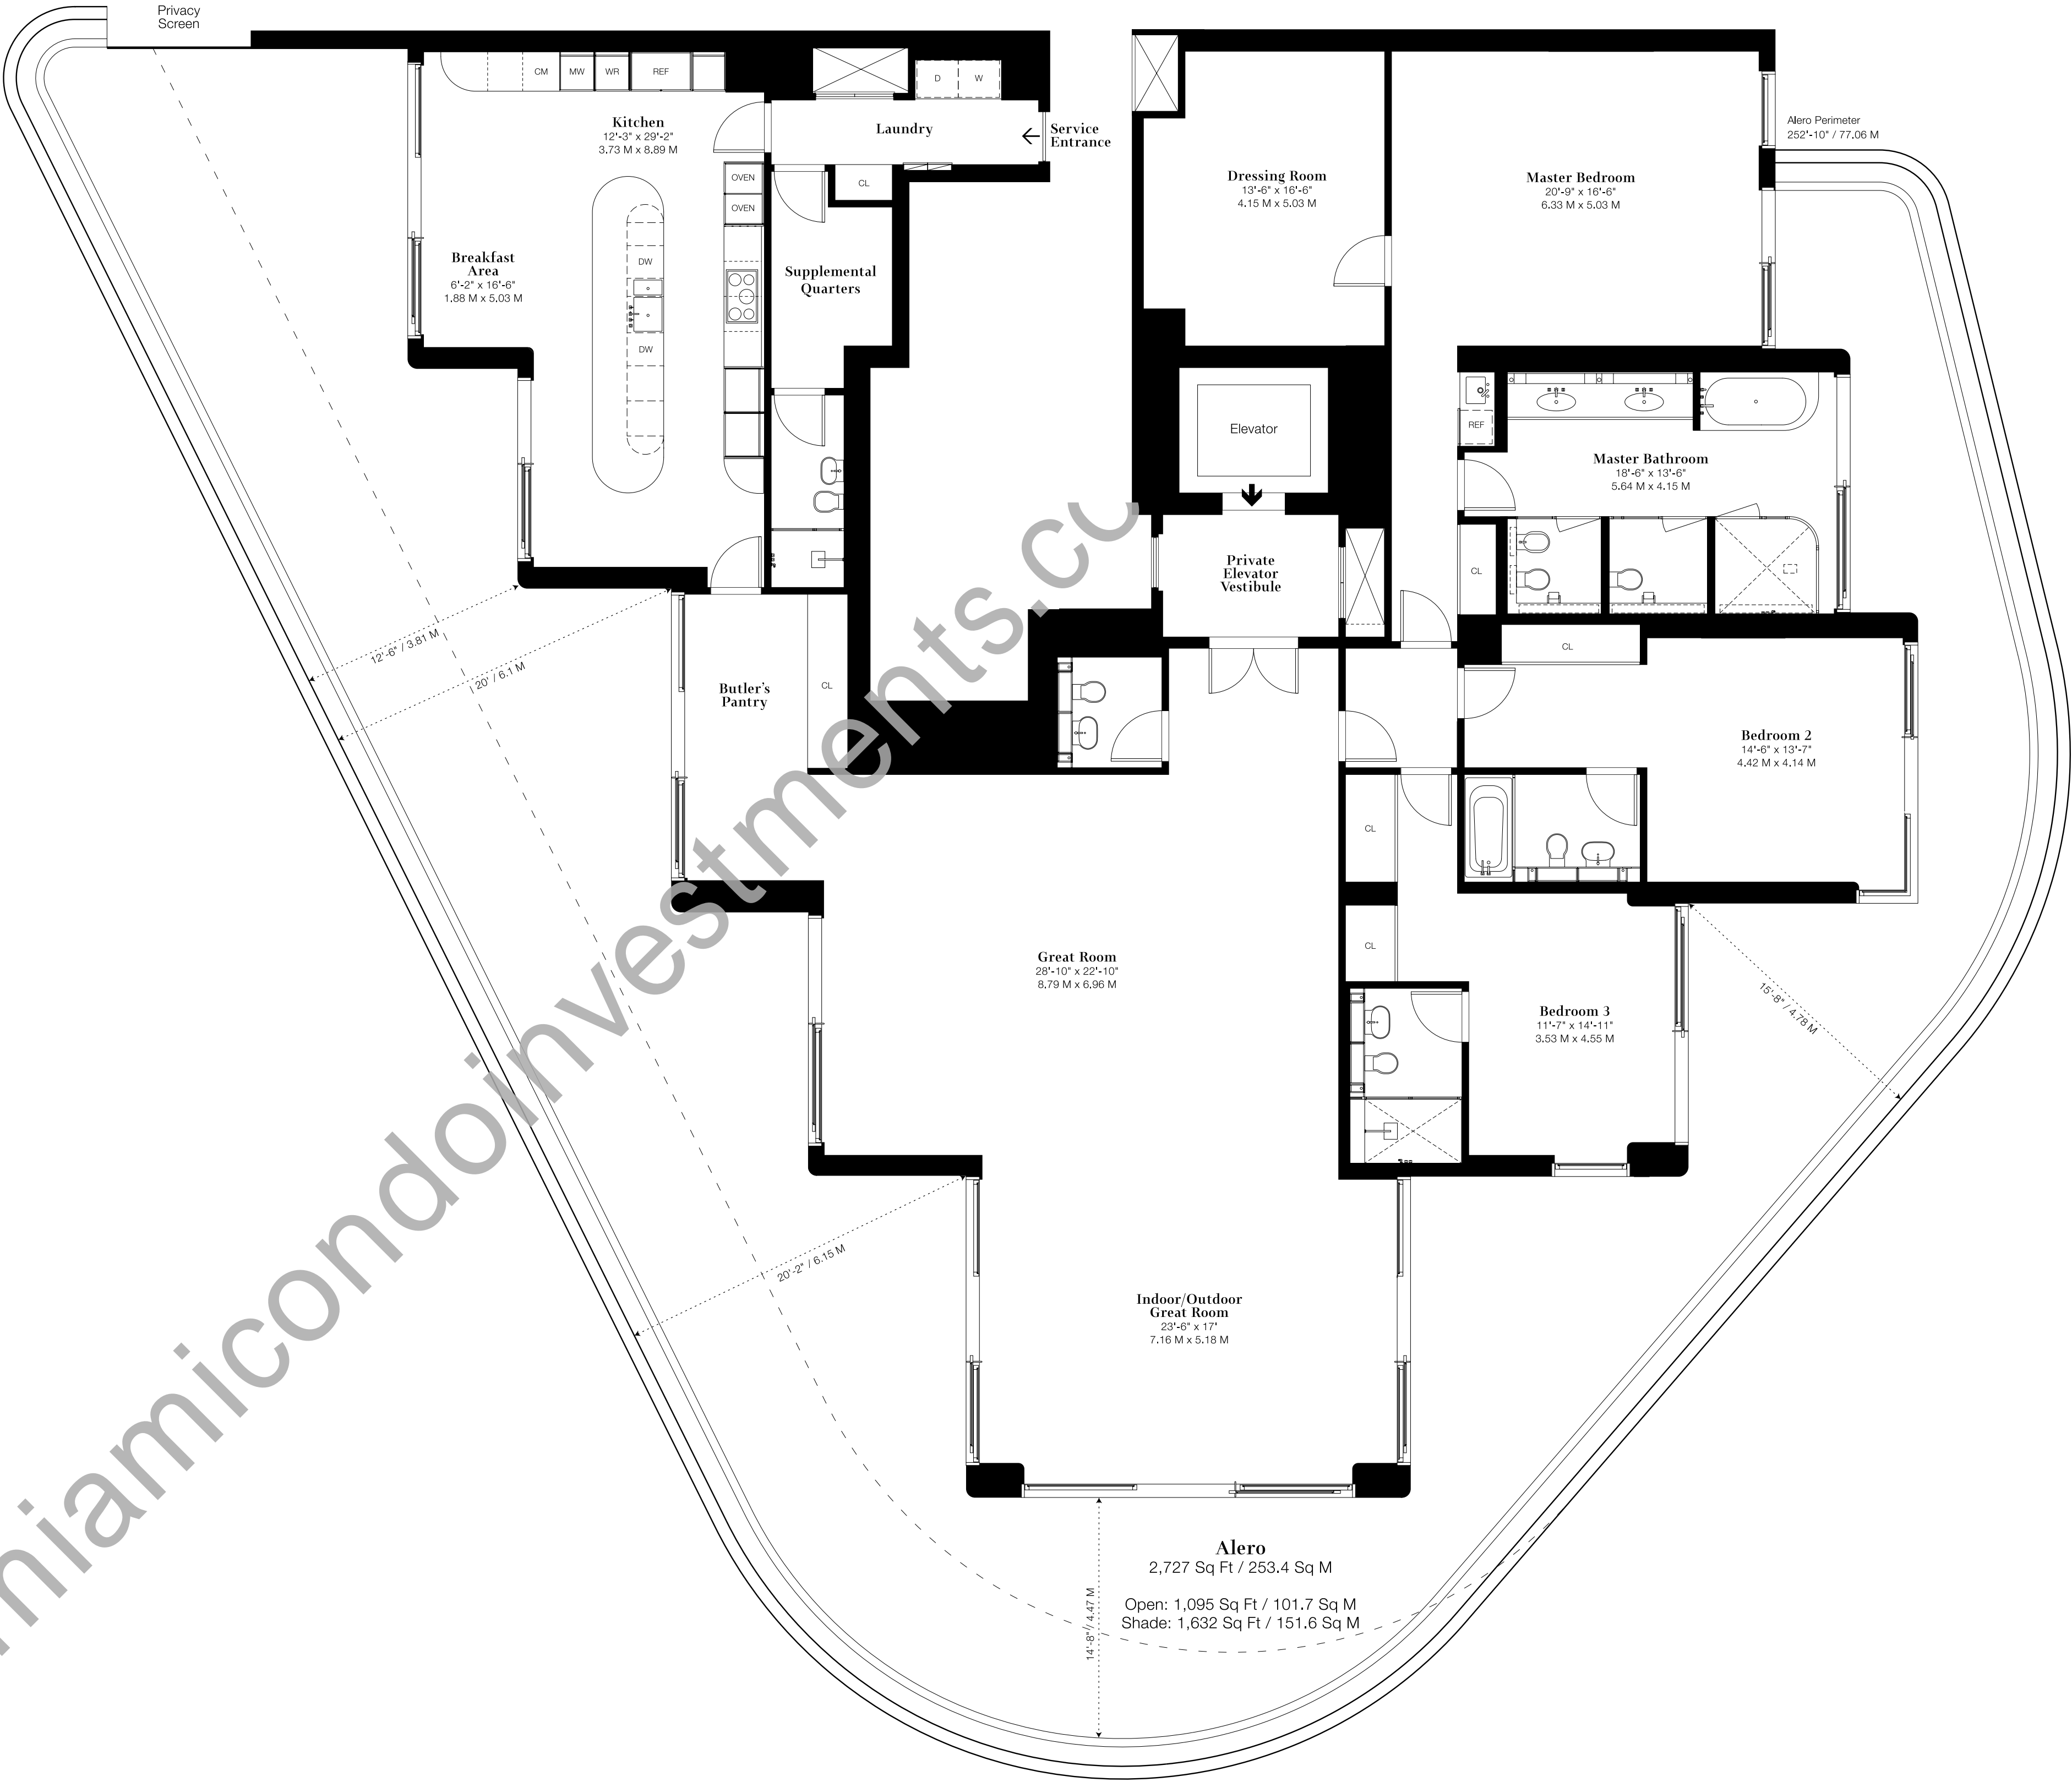 Privacy
Screen
CM
MW
WR
REF
D
W
Kitchen
12'-3" x 29'-2"
3.73 M x 8.89 M
Laundry
Service
Entrance
OVEN
OVEN
CL
Breakfast
Area
6'-2" x 16'-6"
1.88 M x 5.03 M
DW
DW
Supplemental
Quarters
Dressing Room
13'-6" x 16'-6"
4.15 M x 5.03 M
Master Bedroom
20'-9" x 16'-6"
6.33 M x 5.03 M
Alero Perimeter
252'-10" / 77.06 M
Elevator
REF
Master Bathroom
18'-6" x 13'-6"
5.64 M x 4.15 M
Private
Elevator
Vestibule
CL
CL
12'-6" / 3.81 M
20' / 6.1 M
Butler's
Pantry
CL
Bedroom 2
14'-6" x 13'-7"
4.42 M x 4.14 M
CL
CL
Great Room
28'-10" x 22'-10"
8.79 M x 6.96 M
Bedroom 3
11'-7" x 14'-11"
3.53 M x 4.55 M
15'-8" / 4.78 M
20'-2" / 6.15 M
Indoor/Outdoor
Great Room
23'-6" x 17'
7.16 M x 5.18 M
14'-8" / 4.47 M
Alero
2,727 Sq Ft / 253.4 Sq M
Open: 1,095 Sq Ft / 101.7 Sq M
Shade: 1,632 Sq Ft / 151.6 Sq M
miamicondoinvestments.co